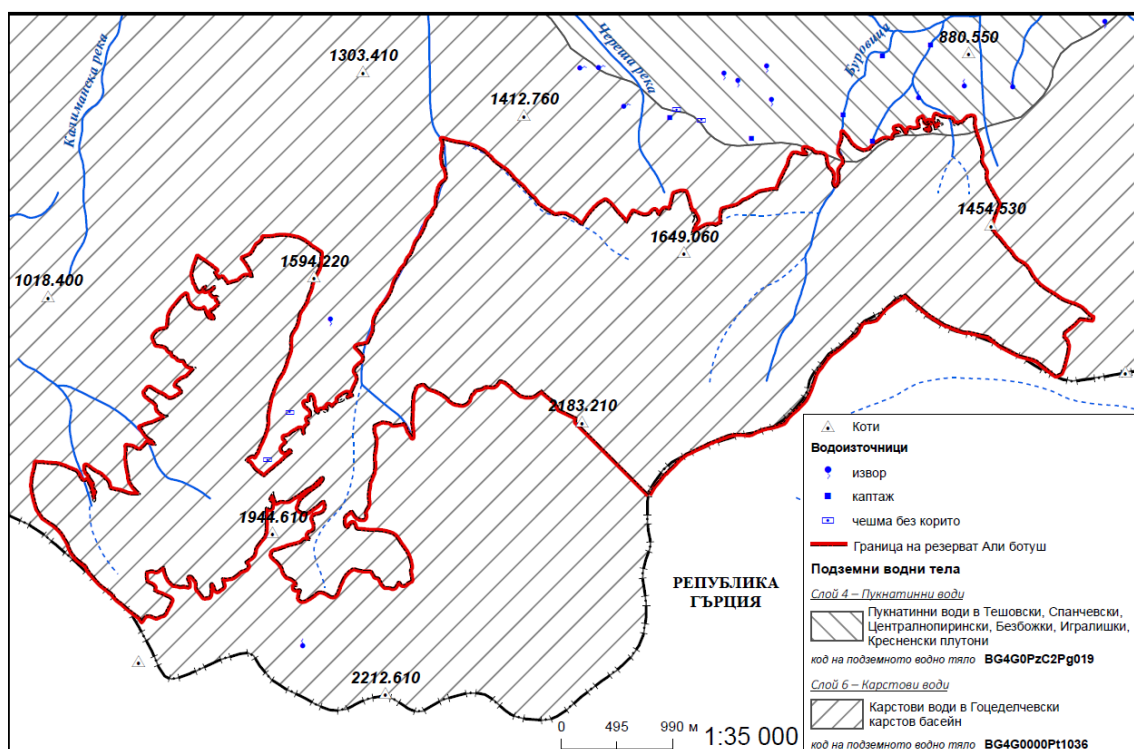 Калиманска река
1303.410
1412.760
Череша река
Буровица
880.550
1018.400
1594.220
1649.060
1454.530
2183.210
1944.610
2212.610
РЕПУБЛИКА
ГЪРЦИЯ
0 495 990 м
1:35 000
Коти
Водоизточници
извор
каптаж
чешма без корито
Граница на резерват Али ботуш
Подземни водни тела
Слой 4 – Пукнатинни води
Пукнатинни води в Тешовски, Спанчевски,
Централнопирински, Безбожки, Игралишки,
Кресненски плутони
код на подземното водно тяло BG4G0PzC2Pg019
Слой 6 – Карстови води
Карстови води в Гоцеделчевски
карстов басейн
код на подземното водно тяло BG4G0000Pt1036